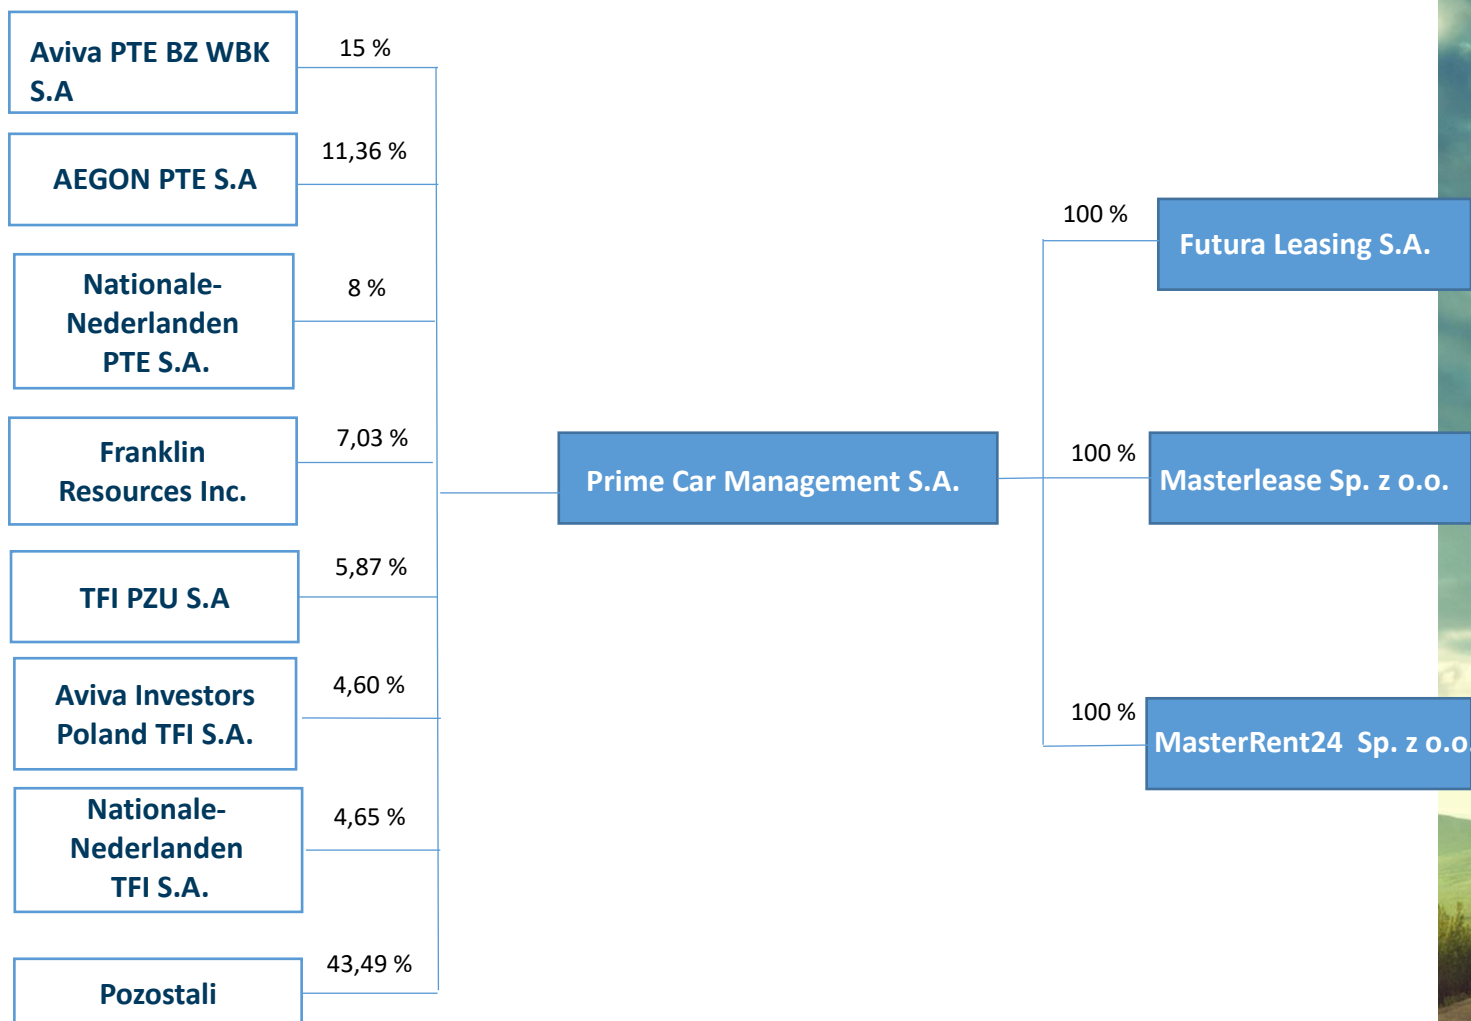 Aviva PTE BZ WBK
S.A
15 %
AEGON PTE S.A
11,36 %
Nationale-
Nederlanden
PTE S.A.
8 %
Franklin
Resources Inc.
7,03 %
TFI PZU S.A
5,87 %
Aviva Investors
Poland TFI S.A.
4,60 %
Nationale-
Nederlanden
TFI S.A.
4,65 %
Pozostali
43,49 %
Prime Car Management S.A.
100 %
Futura Leasing S.A.
100 %
Masterlease Sp. z o.o.
100 %
MasterRent24 Sp. z o.o.